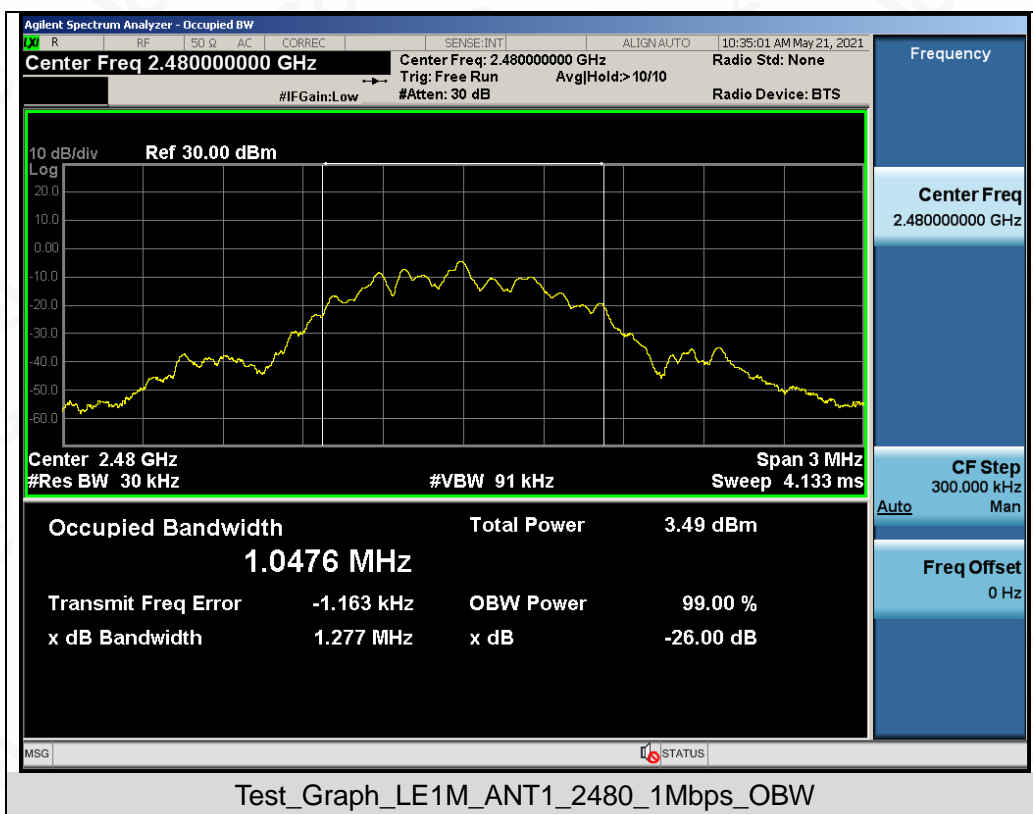 Agilent Spectrum Analyzer - Occupied BW
LXI R RF 50 Ω AC CORREC SENSE:INT ALIGN AUTO 10:35:01 AM May 21, 2021
Center Freq 2.480000000 GHz
Center Freq: 2.480000000 GHz
Radio Std: None
Trig: Free Run Avg|Hold:>10/10
#IFGain:Low
#Atten: 30 dB
Radio Device: BTS
10 dB/div Ref 30.00 dBm
Log
20.0
10.0
0.00
-10.0
-20.0
-30.0
-40.0
-50.0
-60.0
Center 2.48 GHz Span 3 MHz
#Res BW 30 kHz #VBW 91 kHz Sweep 4.133 ms
Occupied Bandwidth Total Power 3.49 dBm
1.0476 MHz
Transmit Freq Error -1.163 kHz OBW Power 99.00 %
x dB Bandwidth 1.277 MHz x dB -26.00 dB
Frequency
Center Freq
2.480000000 GHz
CF Step
300.000 kHz
Auto Man
Freq Offset
0 Hz
MSG STATUS
Test_Graph_LE1M_ANT1_2480_1Mbps_OBW